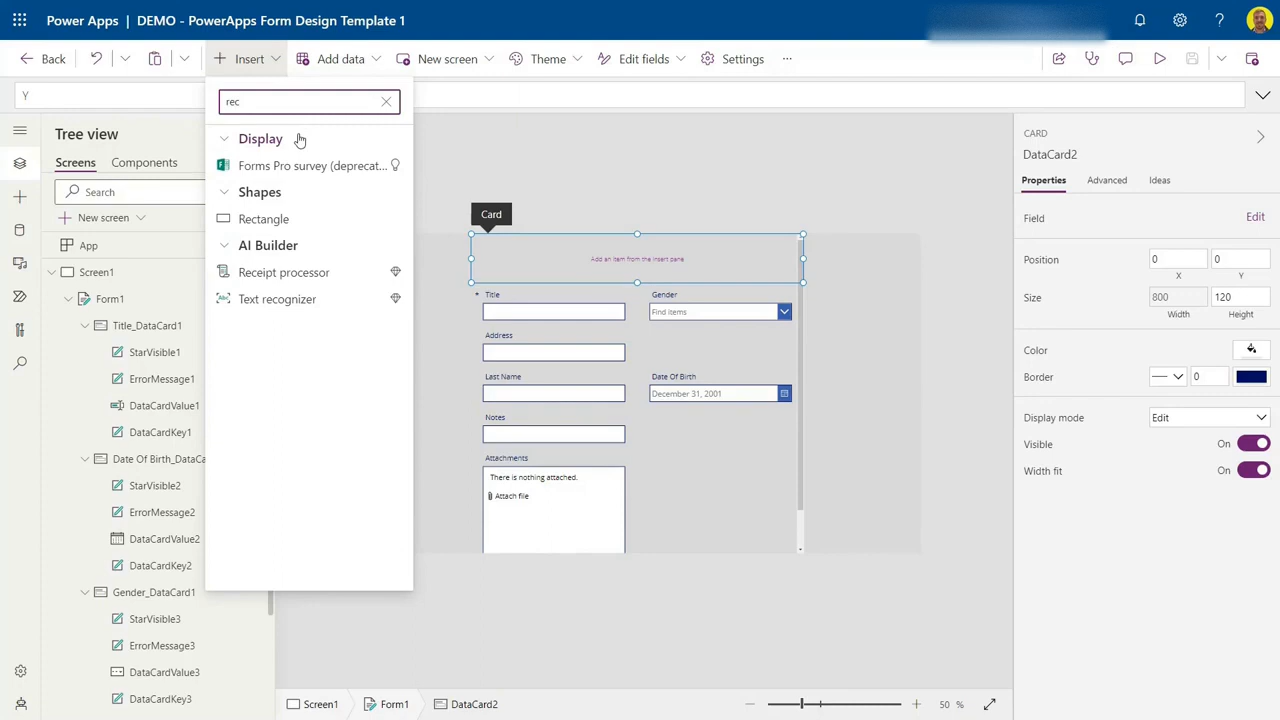 Power Apps | DEMO - PowerApps Form Design Template 1
Back
Insert
Add data
New screen
Theme
Edit fields
Settings
Y
rec
Display
Forms Pro survey (deprecat...
Shapes
Rectangle
AI Builder
Receipt processor
Text recognizer
Tree view
Screens
Components
Search
New screen
App
Screen1
Form1
Title_DataCard1
StarVisible1
ErrorMessage1
DataCardValue1
DataCardKey1
Date Of Birth_DataCa
StarVisible2
ErrorMessage2
DataCardValue2
DataCardKey2
Gender_DataCard1
StarVisible3
ErrorMessage3
DataCardValue3
DataCardKey3
Card
Add an item from the insert pane
* Title
Gender
Find items
Address
Last Name
Date Of Birth
December 31, 2001
Notes
Attachments
There is nothing attached.
Attach file
Screen1
Form1
DataCard2
50 %
CARD
DataCard2
Properties
Advanced
Ideas
Field
Edit
Position
0
0
X
Y
Size
800
120
Width
Height
Color
Border
0
Display mode
Edit
Visible
On
Width fit
On